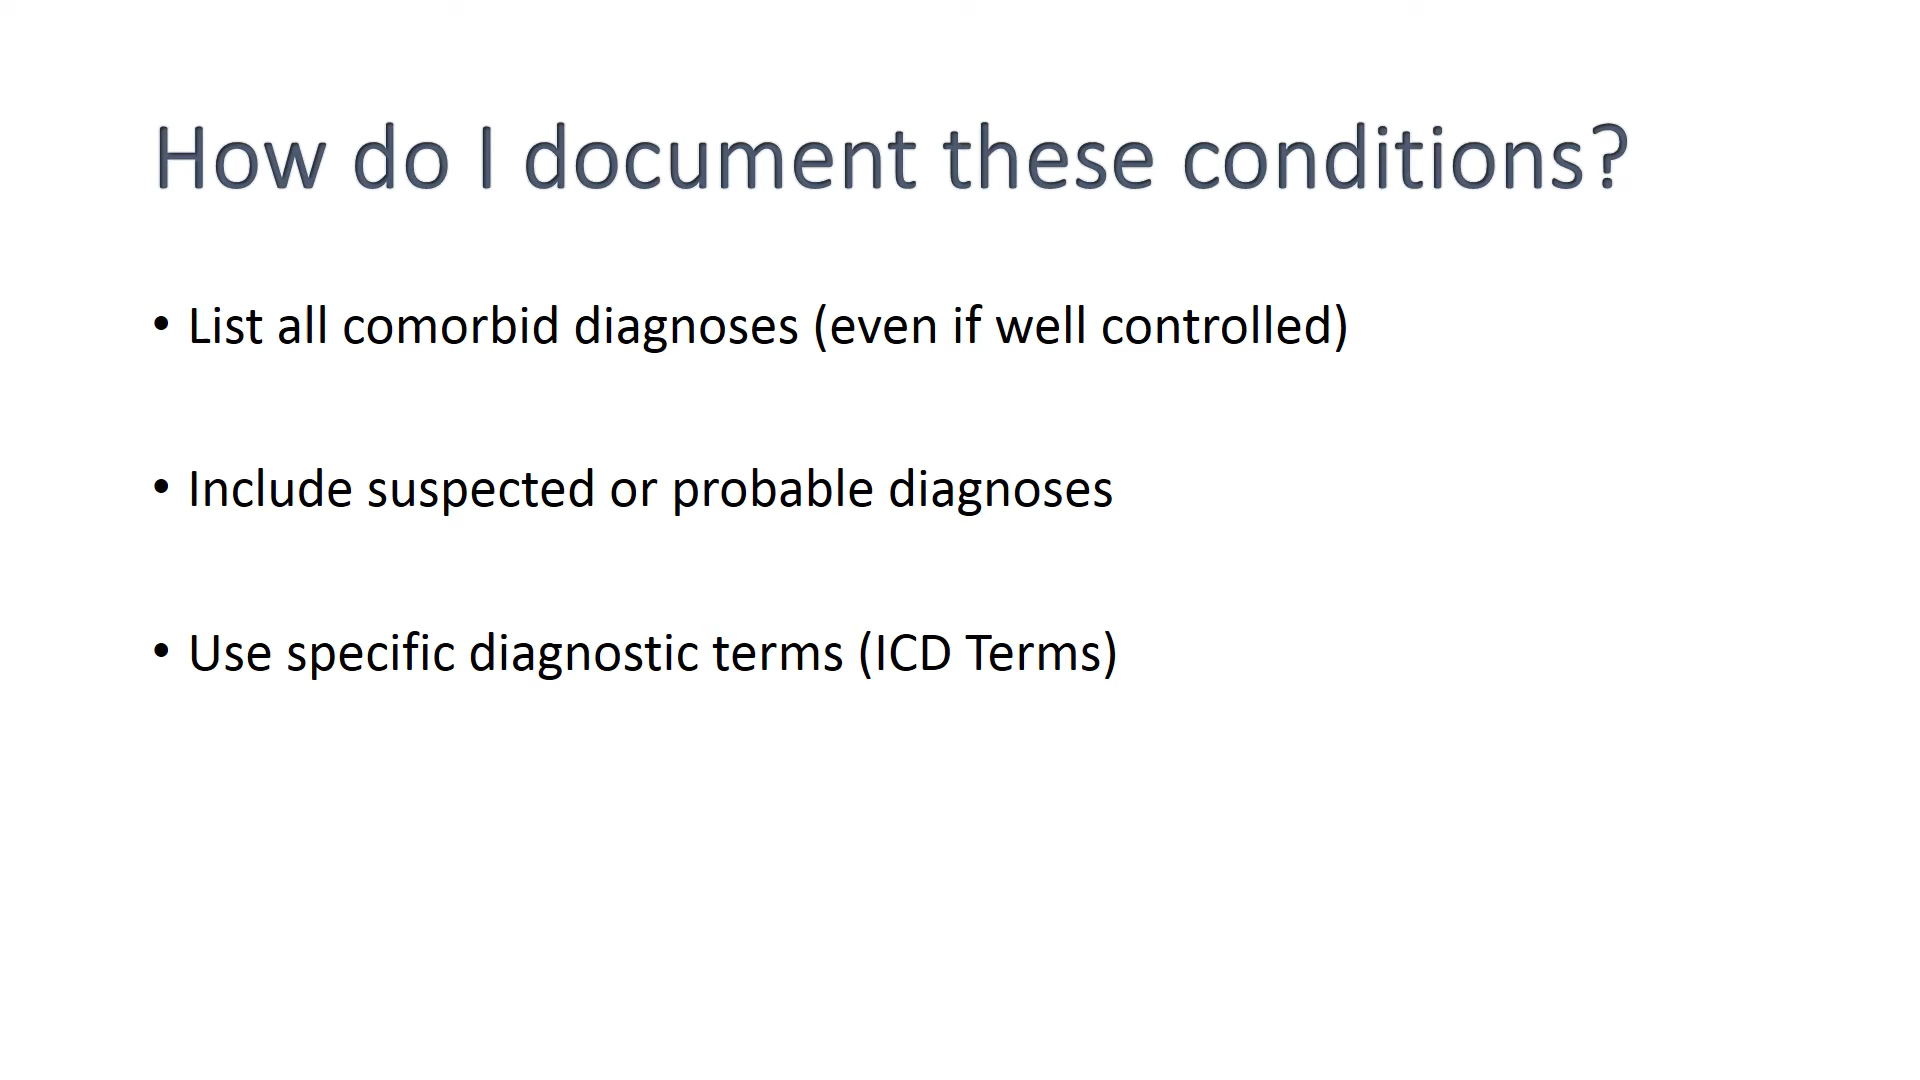 How do I document these conditions?
• List all comorbid diagnoses (even if well controlled)
• Include suspected or probable diagnoses
• Use specific diagnostic terms (ICD Terms)